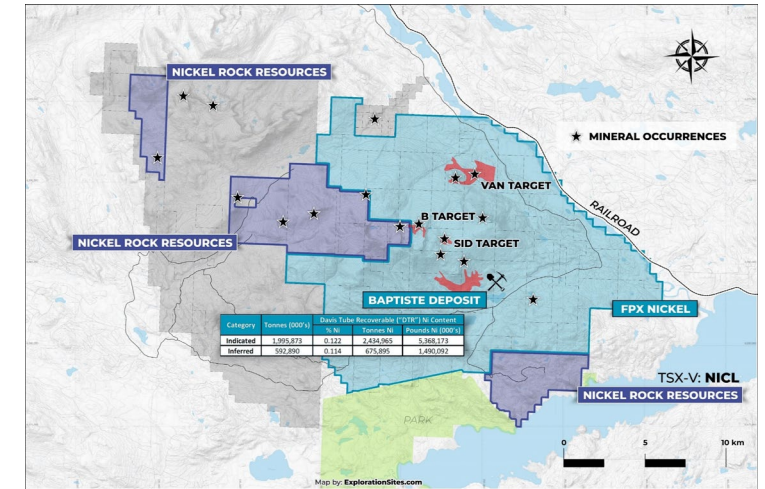 NICKEL ROCK RESOURCES
MINERAL OCCURRENCES
VAN TARGET
RAILROAD
B TARGET
NICKEL ROCK RESOURCES
SID TARGET
BAPTISTE DEPOSIT
FPX NICKEL
Category Tonnes (000's) Davis Tube Recoverable ("DTR") Ni Content
% Ni Tonnes Ni Pounds Ni (000's)
Indicated 1,995,873 0.122 2,434,965 5,368,173
Inferred 592,890 0.114 675,895 1,490,092
TSX-V: NICL
NICKEL ROCK RESOURCES
PARK
0 5 10 km
Map by: ExplorationSites.com